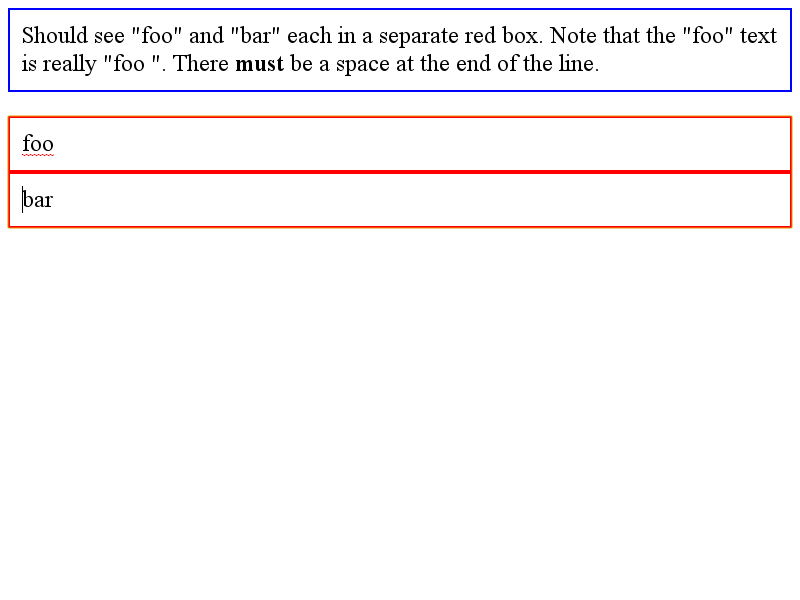 Should see "foo" and "bar" each in a separate red box. Note that the "foo" text
is really "foo ". There must be a space at the end of the line.
foo
bar